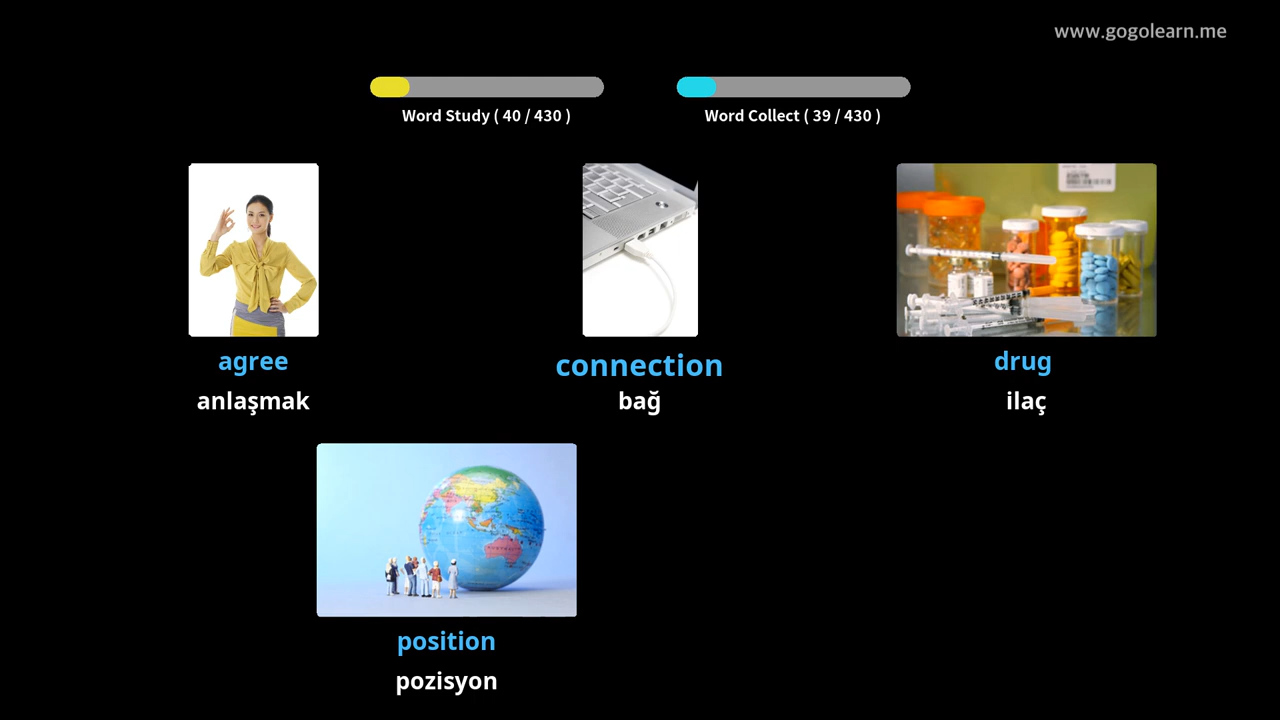 www.gogolearn.me
Word Study ( 40 / 430 )
Word Collect ( 39 / 430 )
agree
anlaşmak
connection
bağ
drug
ilaç
position
pozisyon